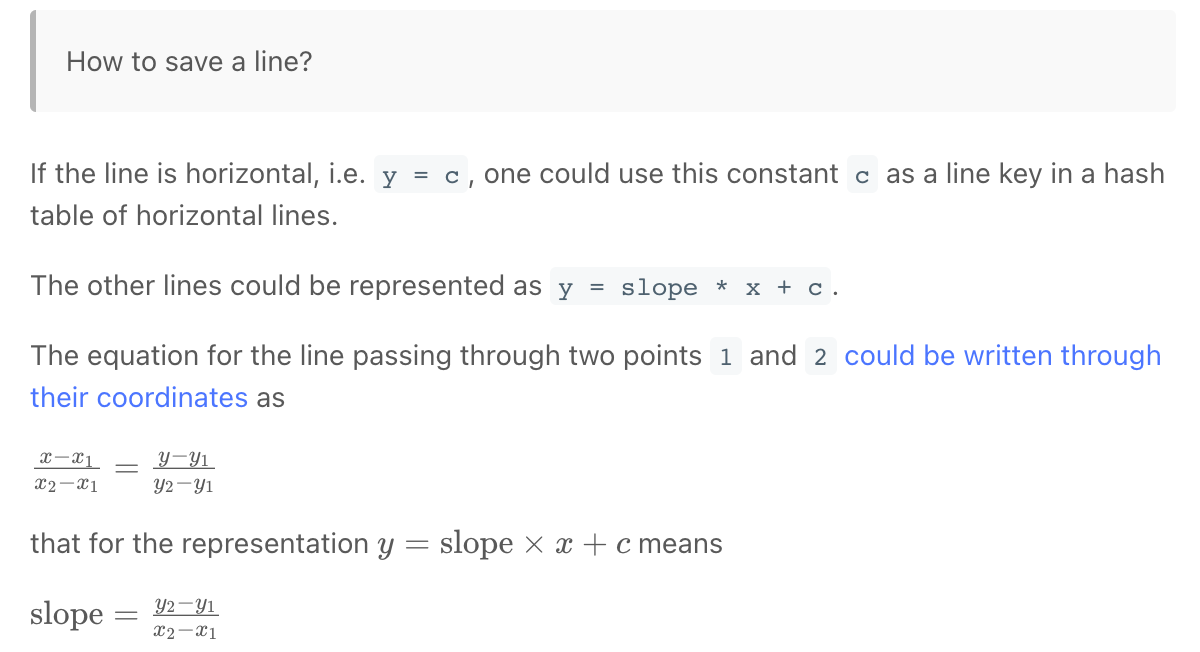 How to save a line?
If the line is horizontal, i.e. y = c, one could use this constant c as a line key in a hash
table of horizontal lines.
The other lines could be represented as y = slope * x + c.
The equation for the line passing through two points 1 and 2 could be written through
their coordinates as
\frac{x-x_1}{x_2-x_1} = \frac{y-y_1}{y_2-y_1}
that for the representation y = slope × x + c means
slope = \frac{y_2-y_1}{x_2-x_1}